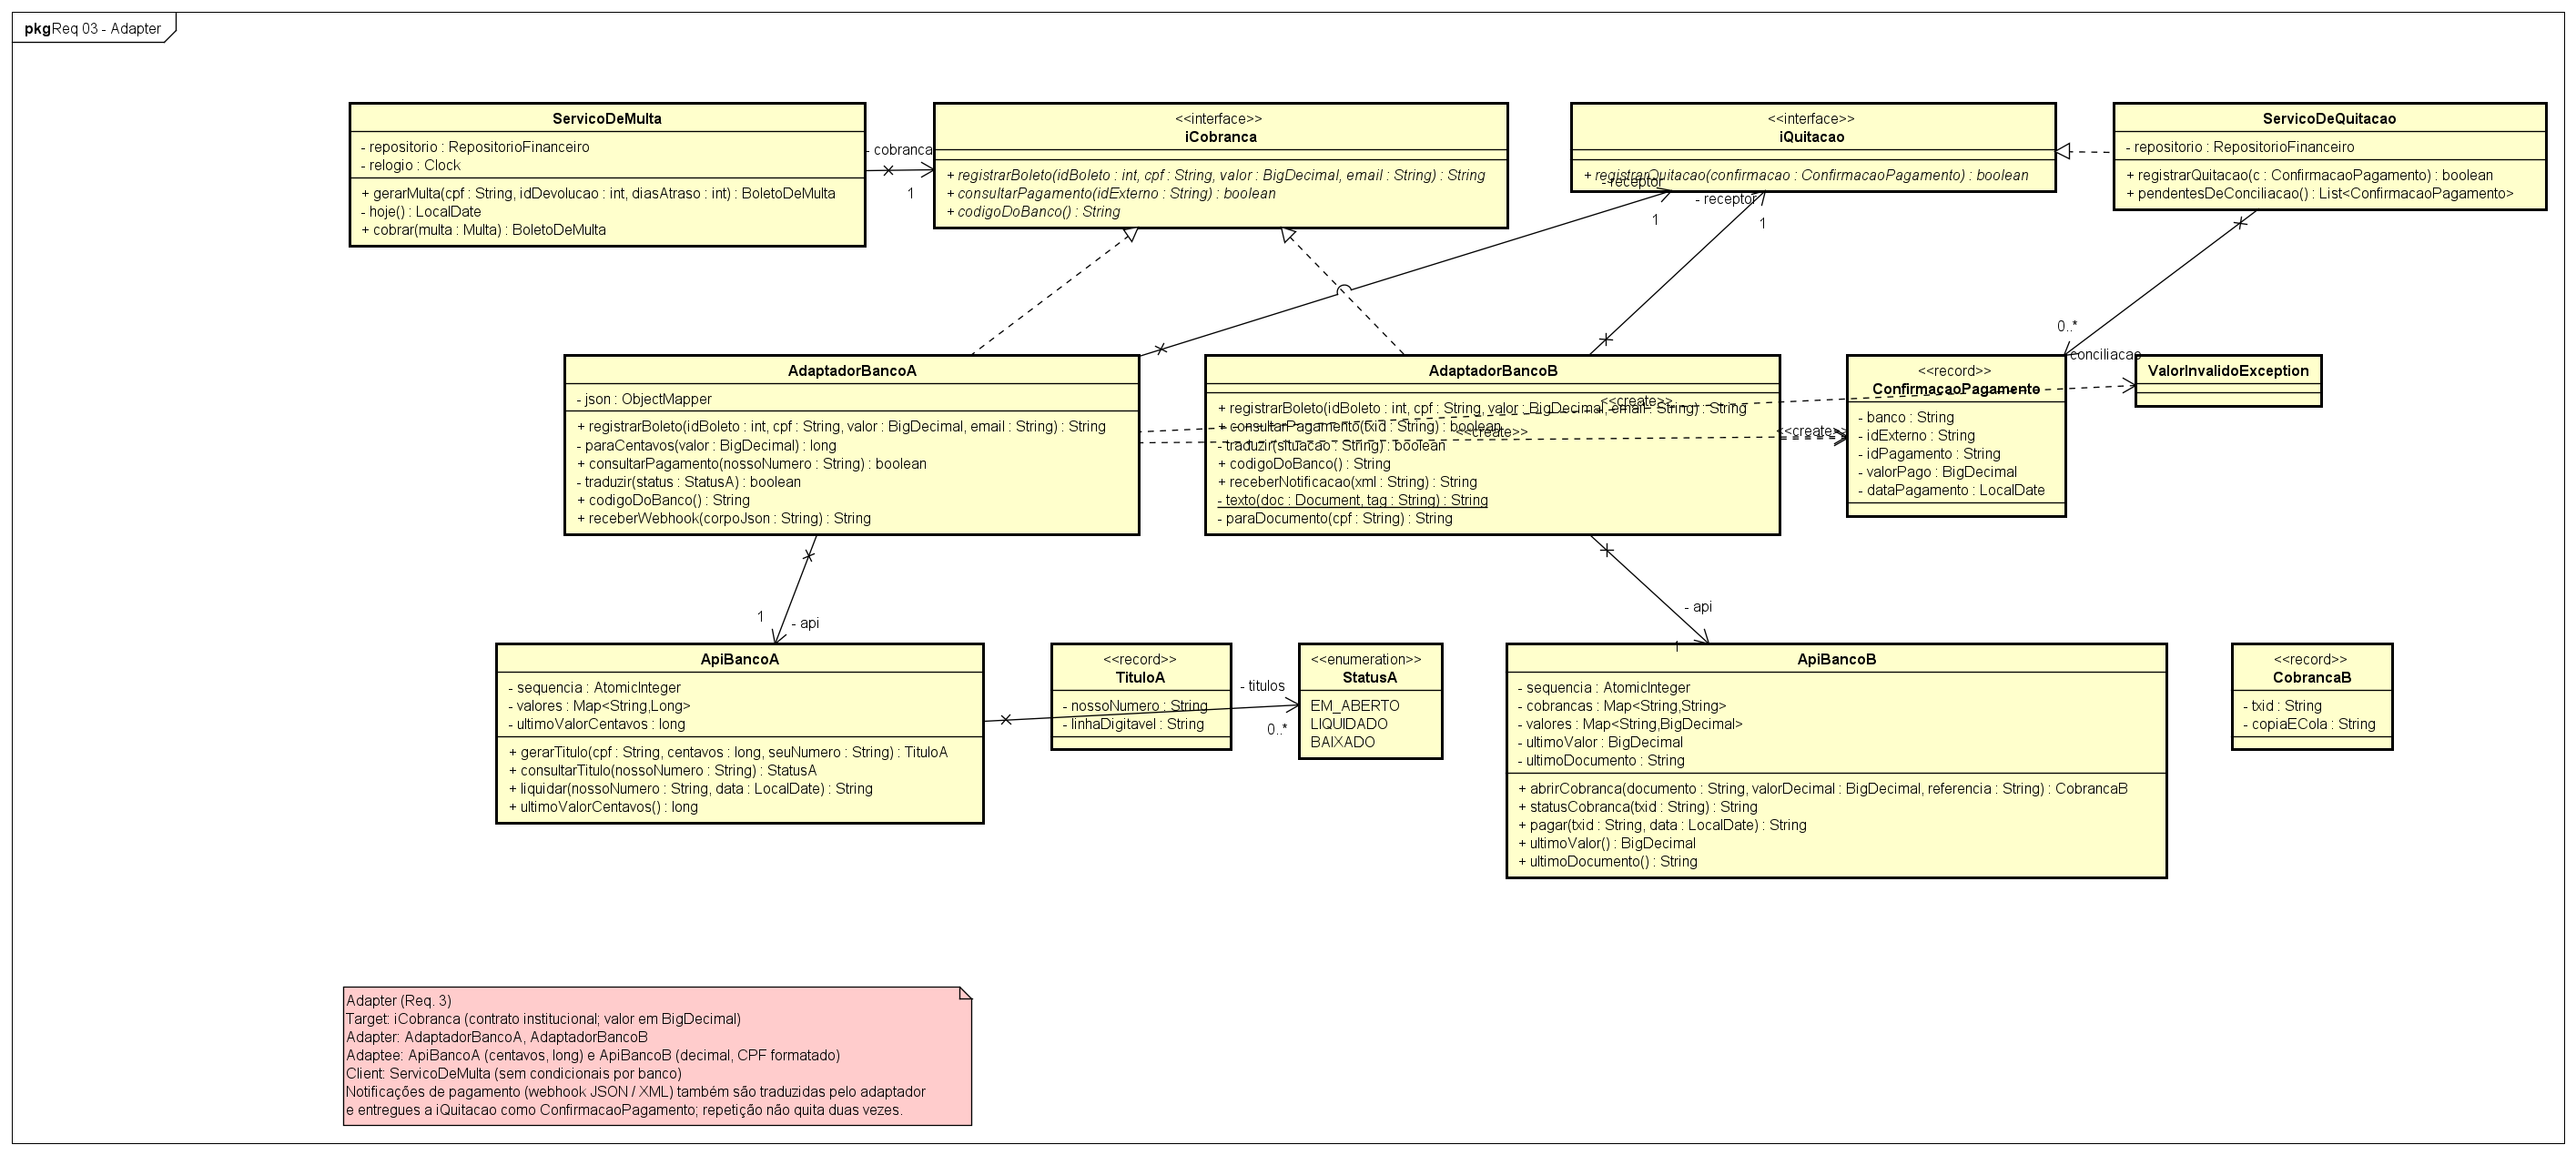 pkg Req 03 - Adapter
ServicoDeMulta
- repositorio : RepositorioFinanceiro
- relogio : Clock
+ gerarMulta(cpf : String, idDevolucao : int, diasAtraso : int) : BoletoDeMulta
- hoje() : LocalDate
+ cobrar(multa : Multa) : BoletoDeMulta
- cobranca
1
<<interface>>
iCobranca
+ registrarBoleto(idBoleto : int, cpf : String, valor : BigDecimal, email : String) : String
+ consultarPagamento(idExterno : String) : boolean
+ codigoDoBanco() : String
<<interface>>
iQuitacao
+ registrarQuitacao(confirmacao : ConfirmacaoPagamento) : boolean
- receptor
1
- receptor
1
ServicoDeQuitacao
- repositorio : RepositorioFinanceiro
+ registrarQuitacao(c : ConfirmacaoPagamento) : boolean
+ pendentesDeConciliacao() : List<ConfirmacaoPagamento>
0..*
conciliacao
AdaptadorBancoA
- json : ObjectMapper
+ registrarBoleto(idBoleto : int, cpf : String, valor : BigDecimal, email : String) : String
- paraCentavos(valor : BigDecimal) : long
+ consultarPagamento(nossoNumero : String) : boolean
- traduzir(status : StatusA) : boolean
+ codigoDoBanco() : String
+ receberWebhook(corpoJson : String) : String
AdaptadorBancoB
+ registrarBoleto(idBoleto : int, cpf : String, valor : BigDecimal, email : String) : String
+ consultarPagamento(txid : String) : boolean
- traduzir(situacao : String) : boolean
+ codigoDoBanco() : String
+ receberNotificacao(xml : String) : String
- texto(doc : Document, tag : String) : String
- paraDocumento(cpf : String) : String
<<create>>
<<create>>
<<create>>
<<record>>
ConfirmacaoPagamento
- banco : String
- idExterno : String
- idPagamento : String
- valorPago : BigDecimal
- dataPagamento : LocalDate
ValorInvalidoException
1
- api
- api
1
ApiBancoA
- sequencia : AtomicInteger
- valores : Map<String,Long>
- ultimoValorCentavos : long
+ gerarTitulo(cpf : String, centavos : long, seuNumero : String) : TituloA
+ consultarTitulo(nossoNumero : String) : StatusA
+ liquidar(nossoNumero : String, data : LocalDate) : String
+ ultimoValorCentavos() : long
<<record>>
TituloA
- nossoNumero : String
- linhaDigitavel : String
- titulos
0..*
<<enumeration>>
StatusA
EM_ABERTO
LIQUIDADO
BAIXADO
ApiBancoB
- sequencia : AtomicInteger
- cobrancas : Map<String,String>
- valores : Map<String,BigDecimal>
- ultimoValor : BigDecimal
- ultimoDocumento : String
+ abrirCobranca(documento : String, valorDecimal : BigDecimal, referencia : String) : CobrancaB
+ statusCobranca(txid : String) : String
+ pagar(txid : String, data : LocalDate) : String
+ ultimoValor() : BigDecimal
+ ultimoDocumento() : String
<<record>>
CobrancaB
- txid : String
- copiaECola : String
Adapter (Req. 3)
Target: iCobranca (contrato institucional; valor em BigDecimal)
Adapter: AdaptadorBancoA, AdaptadorBancoB
Adaptee: ApiBancoA (centavos, long) e ApiBancoB (decimal, CPF formatado)
Client: ServicoDeMulta (sem condicionais por banco)
Notificações de pagamento (webhook JSON / XML) também são traduzidas pelo adaptador
e entregues a iQuitacao como ConfirmacaoPagamento; repetição não quita duas vezes.